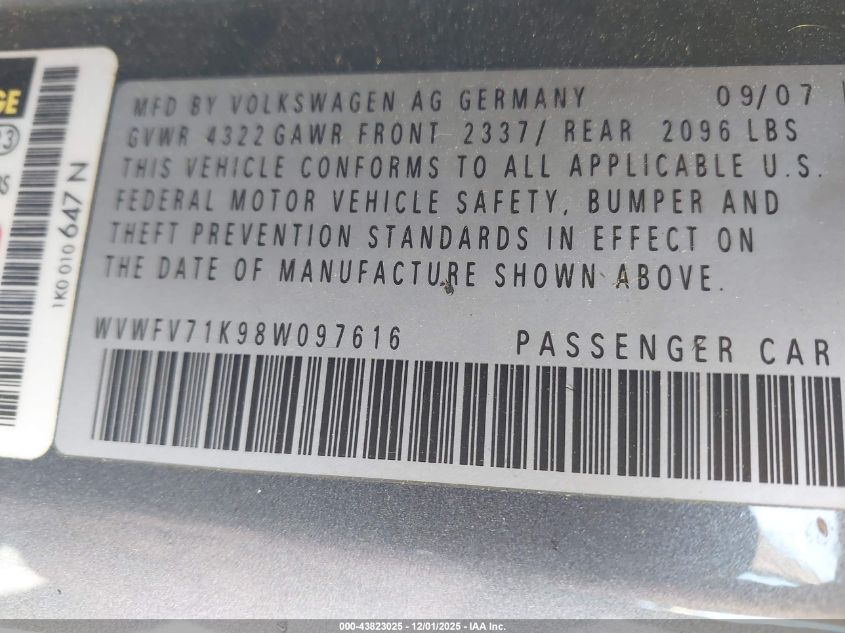 GE
1K0 010 647 N
MFD BY VOLKSWAGEN AG GERMANY 09/07
GVWR 4322 GAWR FRONT 2337/ REAR 2096 LBS
THIS VEHICLE CONFORMS TO ALL APPLICABLE U.S.
FEDERAL MOTOR VEHICLE SAFETY, BUMPER AND
THEFT PREVENTION STANDARDS IN EFFECT ON
THE DATE OF MANUFACTURE SHOWN ABOVE.
WVWFV71K98W097616 PASSENGER CAR
000-43823025 - 12/01/2025 - IAA Inc.